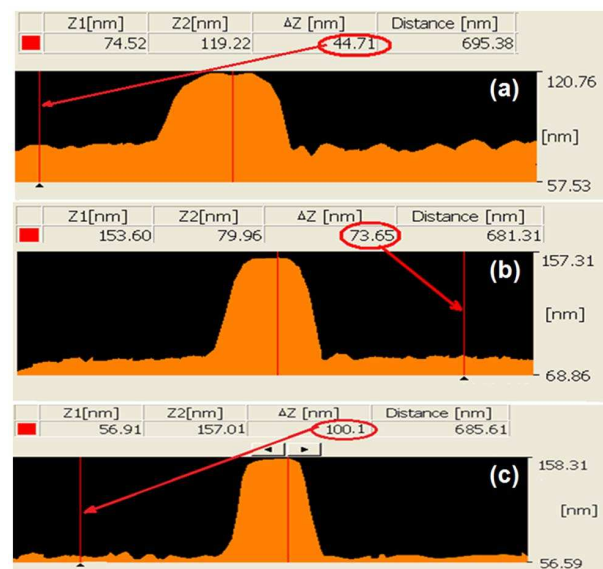 Z1[nm] Z2[nm] ΔZ [nm] Distance [nm]
74.52 119.22 44.71 695.38
(a)
120.76
[nm]
57.53
Z1[nm] Z2[nm] ΔZ [nm] Distance [nm]
153.60 79.96 73.65 681.31
(b)
157.31
[nm]
68.86
Z1[nm] Z2[nm] ΔZ [nm] Distance [nm]
56.91 157.01 100.1 685.61
(c)
158.31
[nm]
56.59